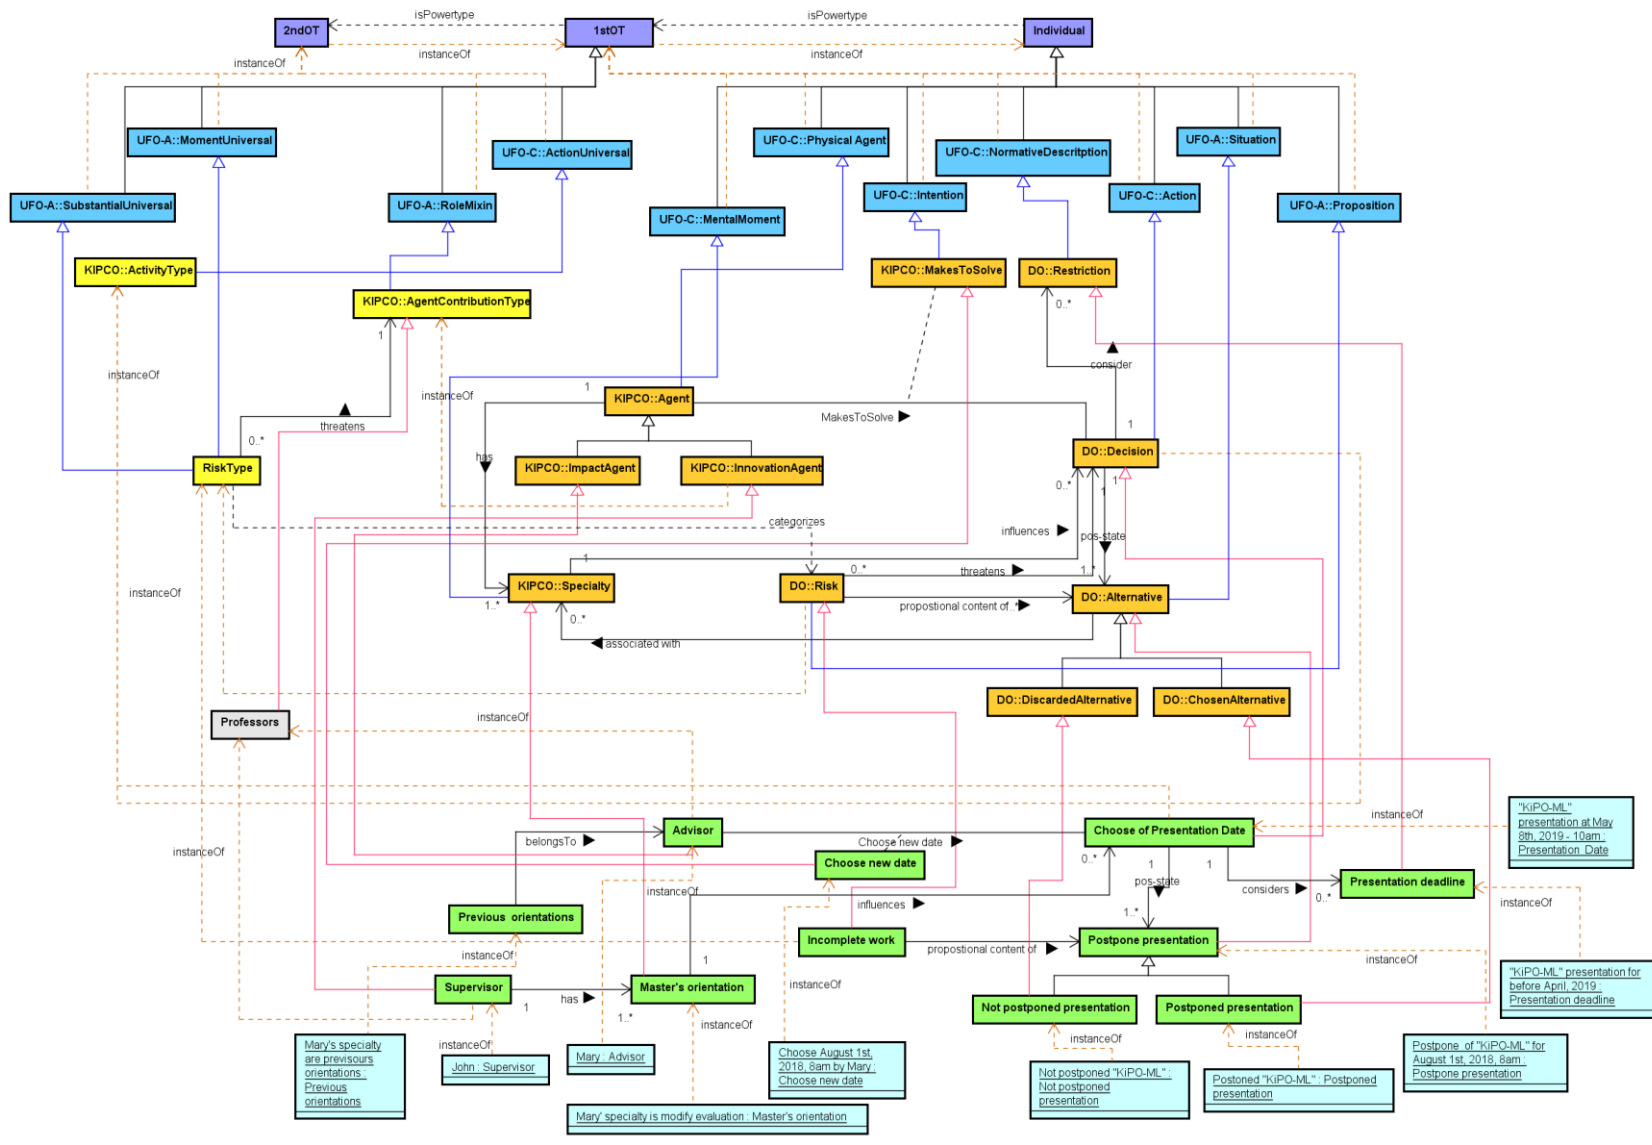 isPowertype
isPowertype
2ndOT
1stOT
Individual
instanceOf
instanceOf
instanceOf
UFO-A::MomentUniversal
UFO-C::ActionUniversal
UFO-C::Physical Agent
UFO-C::NormativeDescritption
UFO-A::Situation
UFO-A::SubstantialUniversal
UFO-A::RoleMixin
UFO-C::MentalMoment
UFO-C::Intention
UFO-C::Action
UFO-A::Proposition
KIPCO::ActivityType
KIPCO::MakesToSolve
DO::Restriction
KIPCO::AgentContributionType
0..*
1
instanceOf
consider
1
instanceOf
KIPCO::Agent
MakesToSolve
threatens
1
0..*
has
RiskType
KIPCO::ImpactAgent
KIPCO::InnovationAgent
DO::Decision
0..*
1
1
categorizes
influences
pos-state
1
0..*
threatens
1..*
instanceOf
KIPCO::Specialty
DO::Risk
DO::Alternative
1..*
0..*
propostional content of..*
associated with
DO::DiscardedAlternative
DO::ChosenAlternative
Professors
instanceOf
"KiPO-ML"
presentation at May
8th, 2019 - 10am :
Presentation Date
instanceOf
Advisor
Choose of Presentation Date
belongsTo
Choose new date
instanceOf
0..*
1
1
Choose new date
instanceOf
pos-state
considers
0..*
Presentation deadline
Previous orientations
influences
1..*
instanceOf
Incomplete work
propostional content of
Postpone presentation
instanceOf
instanceOf
1
"KiPO-ML" presentation for
before April, 2019 :
Presentation deadline
Supervisor
1
has
1..*
Master's orientation
instanceOf
Not postponed presentation
Postponed presentation
instanceOf
instanceOf
instanceOf
instanceOf
Mary's specialty
are previsours
orientations :
Previous
orientations
John : Supervisor
Mary : Advisor
Choose August 1st,
2018, 8am by Mary :
Choose new date
Mary' specialty is modify evaluation : Master's orientation
Not postponed "KiPO-ML" :
Not postponed
presentation
Postoned "KiPO-ML" : Postponed
presentation
Postpone of "KiPO-ML" for
August 1st, 2018, 8am :
Postpone presentation